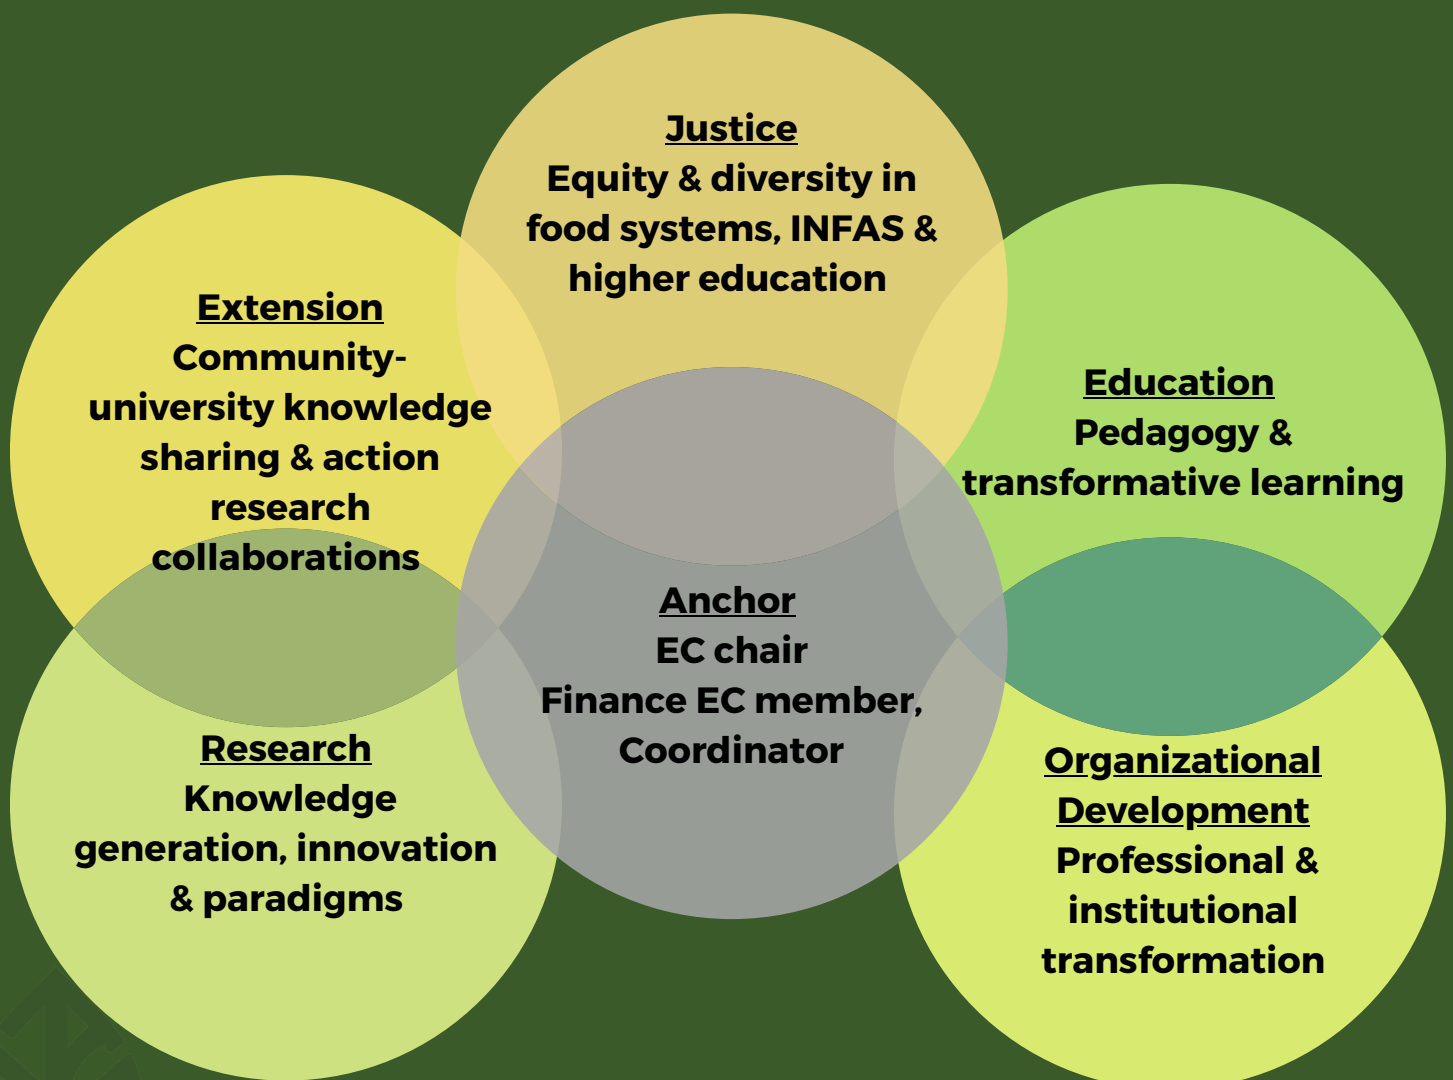 Justice
Equity & diversity in
food systems, INFAS &
higher education
Extension
Community-
university knowledge
sharing & action
research
collaborations
Education
Pedagogy &
transformative learning
Anchor
EC chair
Finance EC member,
Coordinator
Research
Knowledge
generation, innovation
& paradigms
Organizational
Development
Professional &
institutional
transformation